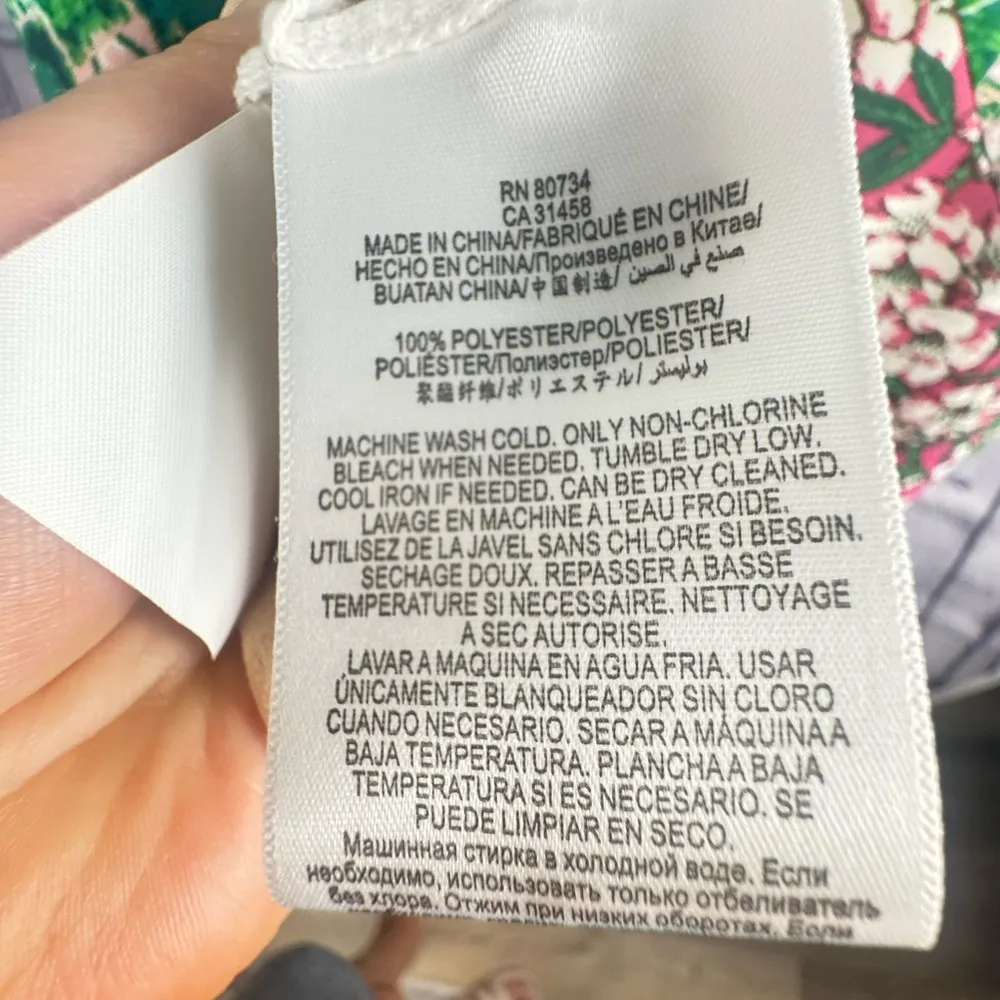 RN 80734
CA 31458
MADE IN CHINA/FABRIQUÉ EN CHINE/
HECHO EN CHINA/Произведено в Китае/
BUATAN CHINA/中国制造/ صنع في الصين
100% POLYESTER/POLYESTER/
POLIÉSTER/Полиэстер/POLIESTER/
聚酯纤维/ポリエステル/ بوليستر
MACHINE WASH COLD. ONLY NON-CHLORINE
BLEACH WHEN NEEDED. TUMBLE DRY LOW.
COOL IRON IF NEEDED. CAN BE DRY CLEANED.
LAVAGE EN MACHINE A L'EAU FROIDE.
UTILISEZ DE LA JAVEL SANS CHLORE SI BESOIN.
SECHAGE DOUX. REPASSER A BASSE
TEMPERATURE SI NECESSAIRE. NETTOYAGE
A SEC AUTORISE.
LAVAR A MAQUINA EN AGUA FRIA. USAR
ÚNICAMENTE BLANQUEADOR SIN CLORO
CUANDO NECESARIO. SECAR A MÁQUINA A
BAJA TEMPERATURA. PLANCHA A BAJA
TEMPERATURA SI ES NECESARIO. SE
PUEDE LIMPIAR EN SECO.
Машинная стирка в холодной воде. Если
необходимо, использовать только отбеливатель
без хлора. Отжим при низких оборотах. Если